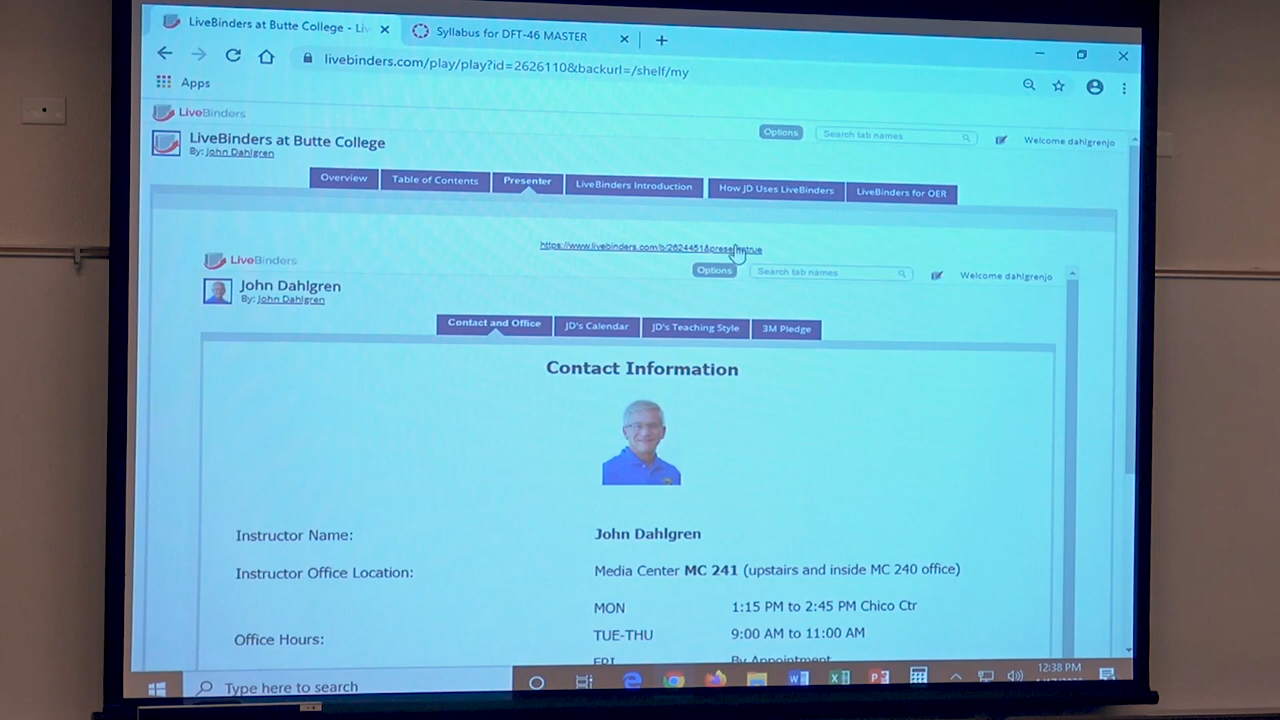 LiveBinders at Butte College - Liv
Syllabus for DFT-46 MASTER
livebinders.com/play/play?id=2626110&backurl=/shelf/my
Apps
LiveBinders
LiveBinders at Butte College
By: John Dahlgren
Options
Search tab names
Welcome dahlgrenjo
Overview
Table of Contents
Presenter
LiveBinders Introduction
How JD Uses LiveBinders
LiveBinders for OER
LiveBinders
Options
Search tab names
Welcome dahlgrenjo
John Dahlgren
By: John Dahlgren
Contact and Office
JD's Calendar
JD's Teaching Style
3M Pledge
Contact Information
Instructor Name: John Dahlgren
Instructor Office Location: Media Center MC 241 (upstairs and inside MC 240 office)
MON 1:15 PM to 2:45 PM Chico Ctr
Office Hours: TUE-THU 9:00 AM to 11:00 AM
FRI By Appointment
Type here to search
12:38 PM